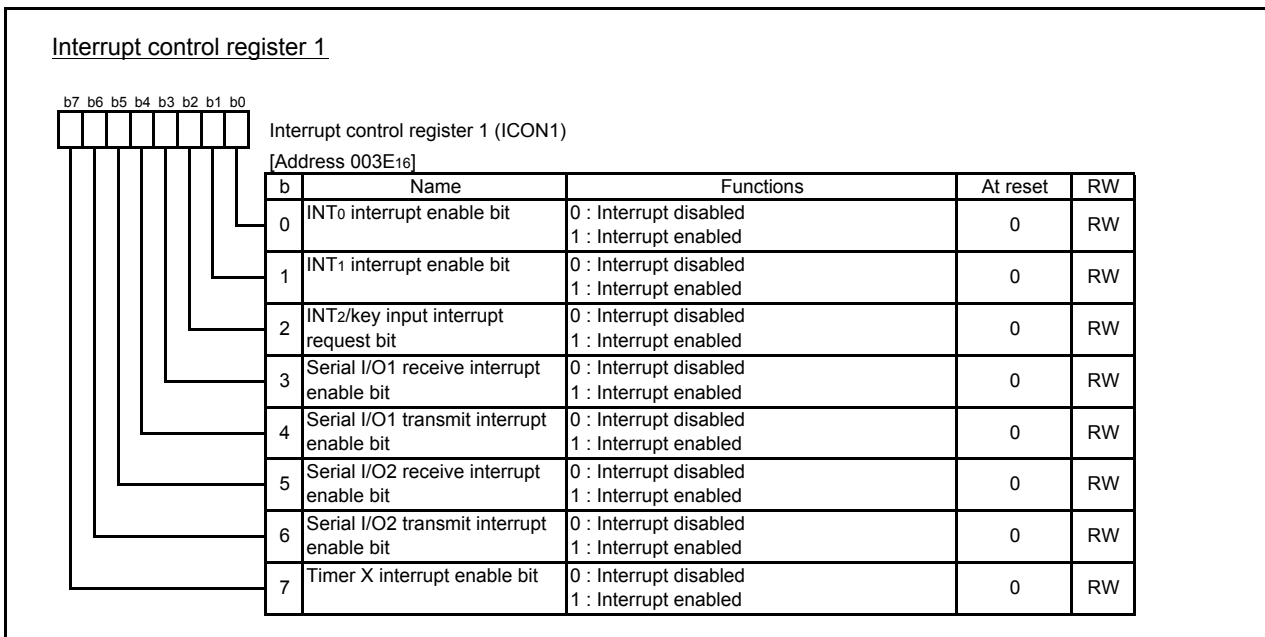 Interrupt control register 1
b7 b6 b5 b4 b3 b2 b1 b0
Interrupt control register 1 (ICON1)
[Address 003E16]
b Name Functions At reset RW
0 INT0 interrupt enable bit 0 : Interrupt disabled 0 RW
1 : Interrupt enabled
1 INT1 interrupt enable bit 0 : Interrupt disabled 0 RW
1 : Interrupt enabled
2 INT2/key input interrupt 0 : Interrupt disabled 0 RW
request bit 1 : Interrupt enabled
3 Serial I/O1 receive interrupt 0 : Interrupt disabled 0 RW
enable bit 1 : Interrupt enabled
4 Serial I/O1 transmit interrupt 0 : Interrupt disabled 0 RW
enable bit 1 : Interrupt enabled
5 Serial I/O2 receive interrupt 0 : Interrupt disabled 0 RW
enable bit 1 : Interrupt enabled
6 Serial I/O2 transmit interrupt 0 : Interrupt disabled 0 RW
enable bit 1 : Interrupt enabled
7 Timer X interrupt enable bit 0 : Interrupt disabled 0 RW
1 : Interrupt enabled